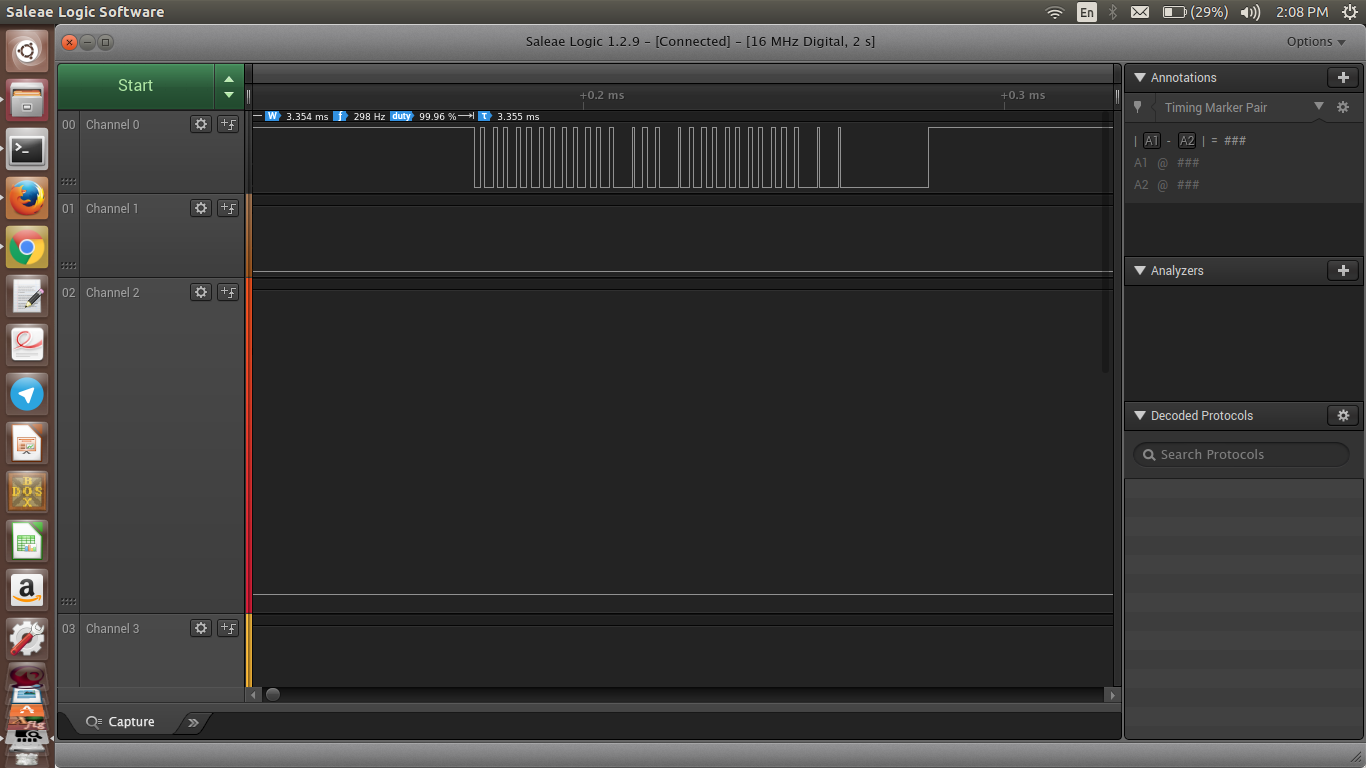 Saleae Logic Software
En
(29%)
2:08 PM
Saleae Logic 1.2.9 - [Connected] - [16 MHz Digital, 2 s]
Options
Start
+0.2 ms
+0.3 ms
W 3.354 ms f 298 Hz duty 99.96 % τ 3.355 ms
00 Channel 0
01 Channel 1
02 Channel 2
03 Channel 3
Capture
Annotations
Timing Marker Pair
| A1 - A2 | = ###
A1 @ ###
A2 @ ###
Analyzers
Decoded Protocols
Search Protocols
BOX
DOS
a